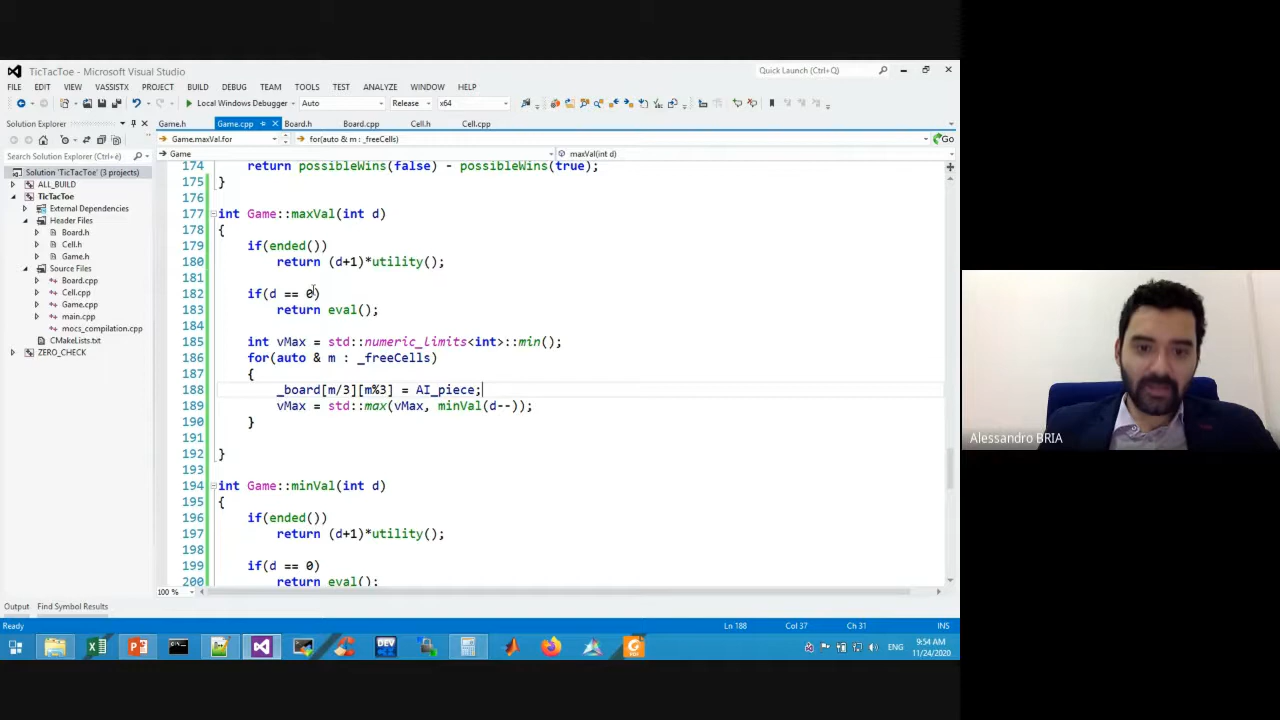 TicTacToe - Microsoft Visual Studio
Quick Launch (Ctrl+Q)
FILE EDIT VIEW VASSISTX PROJECT BUILD DEBUG TEAM TOOLS TEST ANALYZE WINDOW HELP
Local Windows Debugger Auto Release x64
Solution Explorer
Game.h Game.cpp Board.h Board.cpp Cell.h Cell.cpp
Game.maxVal.for
for(auto & m : _freeCells)
Go
Search Solution Explorer (Ctrl+è)
Game
maxVal(int d)
Solution 'TicTacToe' (3 projects)
ALL_BUILD
TicTacToe
External Dependencies
Header Files
Board.h
Cell.h
Game.h
Source Files
Board.cpp
Cell.cpp
Game.cpp
main.cpp
mocs_compilation.cpp
CMakeLists.txt
ZERO_CHECK
174 return possibleWins(false) - possibleWins(true);
175 }
176
177 int Game::maxVal(int d)
178 {
179 if(ended())
180 return (d+1)*utility();
181
182 if(d == 0)
183 return eval();
184
185 int vMax = std::numeric_limits<int>::min();
186 for(auto & m : _freeCells)
187 {
188 _board[m/3][m%3] = AI_piece;
189 vMax = std::max(vMax, minVal(d--));
190 }
191
192 }
193
194 int Game::minVal(int d)
195 {
196 if(ended())
197 return (d+1)*utility();
198
199 if(d == 0)
200 return eval();
100 %
Output Find Symbol Results
Ready
Ln 188 Col 37 Ch 31 INS
DEV
PDF
ENG
9:54 AM
11/24/2020
Alessandro BRIA